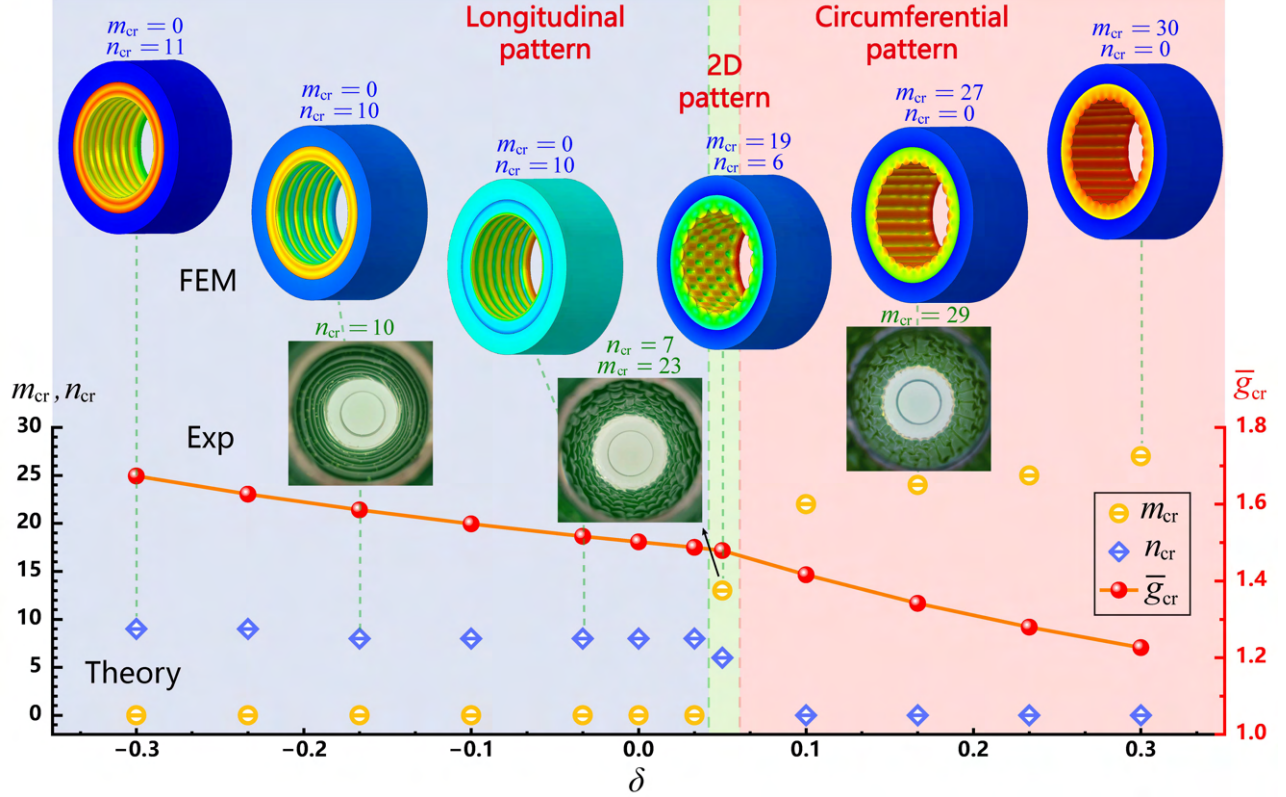 Longitudinal
pattern
Circumferential
pattern
2D
pattern
m_cr = 0
n_cr = 11
m_cr = 0
n_cr = 10
m_cr = 0
n_cr = 10
m_cr = 19
n_cr = 6
m_cr = 27
n_cr = 0
m_cr = 30
n_cr = 0
FEM
n_cr = 10
n_cr = 7
m_cr = 23
m_cr = 29
m_cr, n_cr
g̅_cr
Exp
Theory
30
25
20
15
10
5
0
1.8
1.6
1.4
1.2
1.0
m_cr
n_cr
g̅_cr
−0.3
−0.2
−0.1
0.0
0.1
0.2
0.3
δ